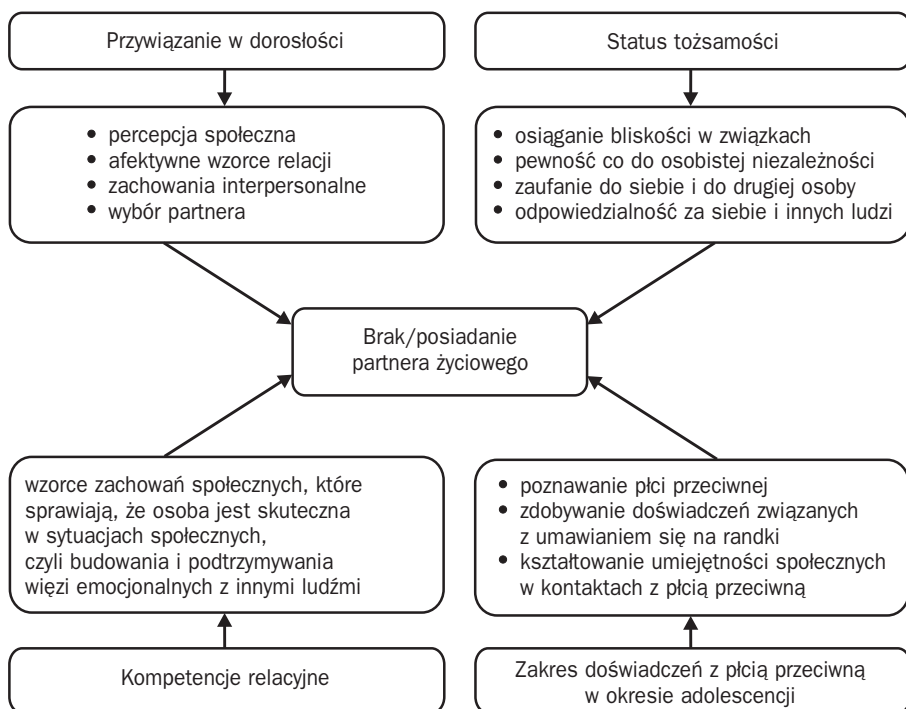 Przywiązanie w dorosłości
Status tożsamości
• percepcja społeczna
• afektywne wzorce relacji
• zachowania interpersonalne
• wybór partnera
• osiąganie bliskości w związkach
• pewność co do osobistej niezależności
• zaufanie do siebie i do drugiej osoby
• odpowiedzialność za siebie i innych ludzi
Brak/posiadanie
partnera życiowego
wzorce zachowań społecznych, które
sprawiają, że osoba jest skuteczna
w sytuacjach społecznych,
czyli budowania i podtrzymywania
więzi emocjonalnych z innymi ludźmi
• poznawanie płci przeciwnej
• zdobywanie doświadczeń związanych
z umawianiem się na randki
• kształtowanie umiejętności społecznych
w kontaktach z płcią przeciwną
Kompetencje relacyjne
Zakres doświadczeń z płcią przeciwną
w okresie adolescencji